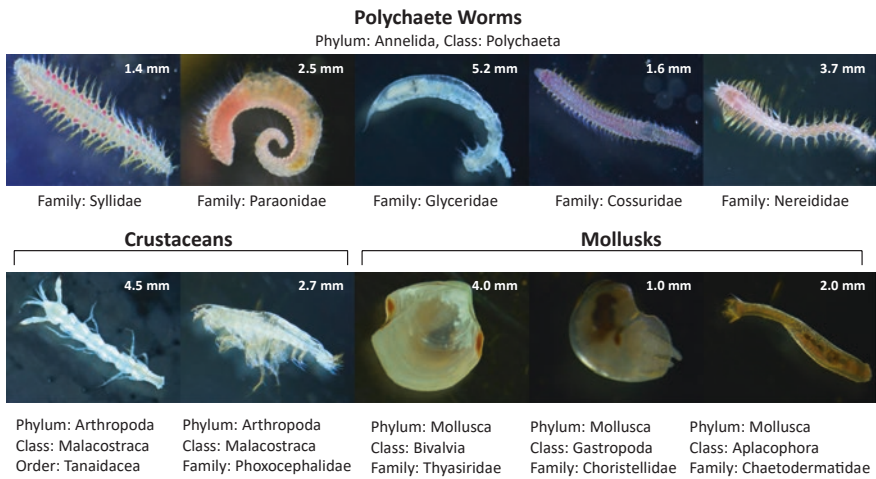 Polychaete Worms
Phylum: Annelida, Class: Polychaeta
1.4 mm
2.5 mm
5.2 mm
1.6 mm
3.7 mm
Family: Syllidae
Family: Paraonidae
Family: Glyceridae
Family: Cossuridae
Family: Nereididae
Crustaceans
Mollusks
4.5 mm
2.7 mm
4.0 mm
1.0 mm
2.0 mm
Phylum: Arthropoda
Class: Malacostraca
Order: Tanaidacea
Phylum: Arthropoda
Class: Malacostraca
Family: Phoxocephalidae
Phylum: Mollusca
Class: Bivalvia
Family: Thyasiridae
Phylum: Mollusca
Class: Gastropoda
Family: Choristellidae
Phylum: Mollusca
Class: Aplacophora
Family: Chaetodermatidae